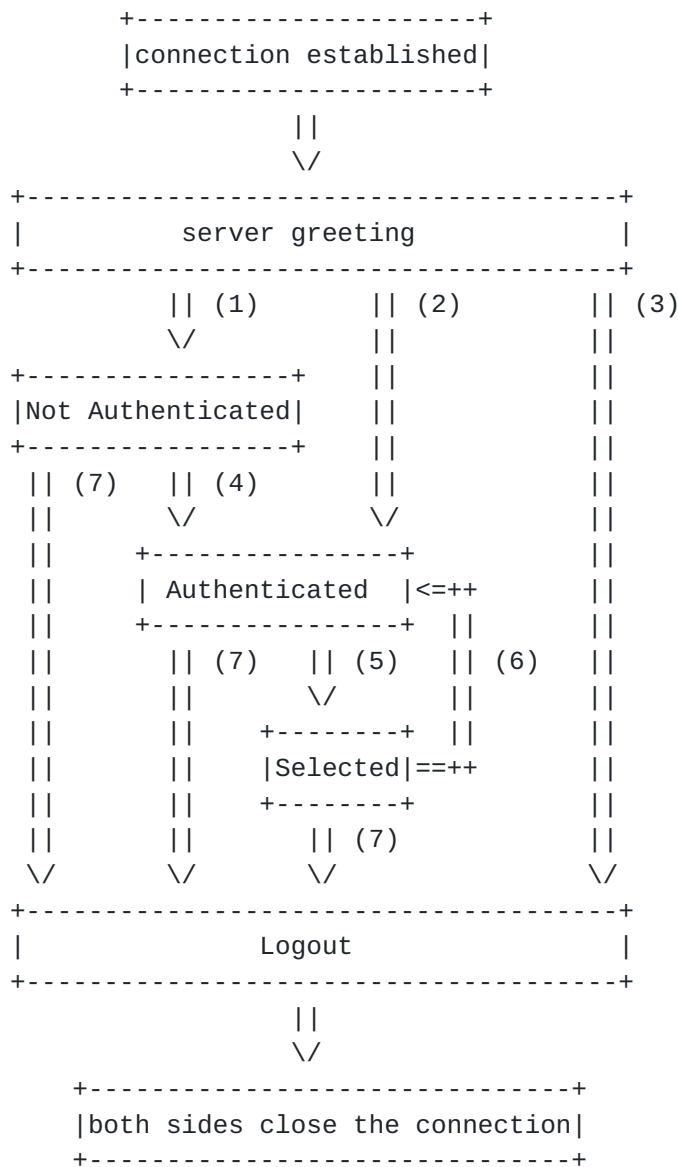 connection established
server greeting
(1) (2) (3)
Not Authenticated
(7) (4)
Authenticated
(7) (5) (6)
Selected
(7)
Logout
both sides close the connection